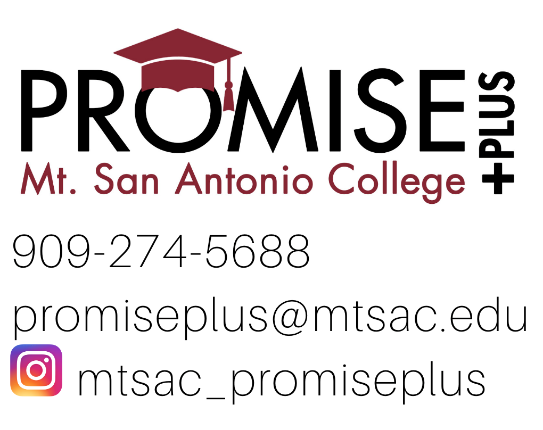 PROMISE +PLUS
Mt. San Antonio College
909-274-5688
promiseplus@mtsac.edu
mtsac_promiseplus